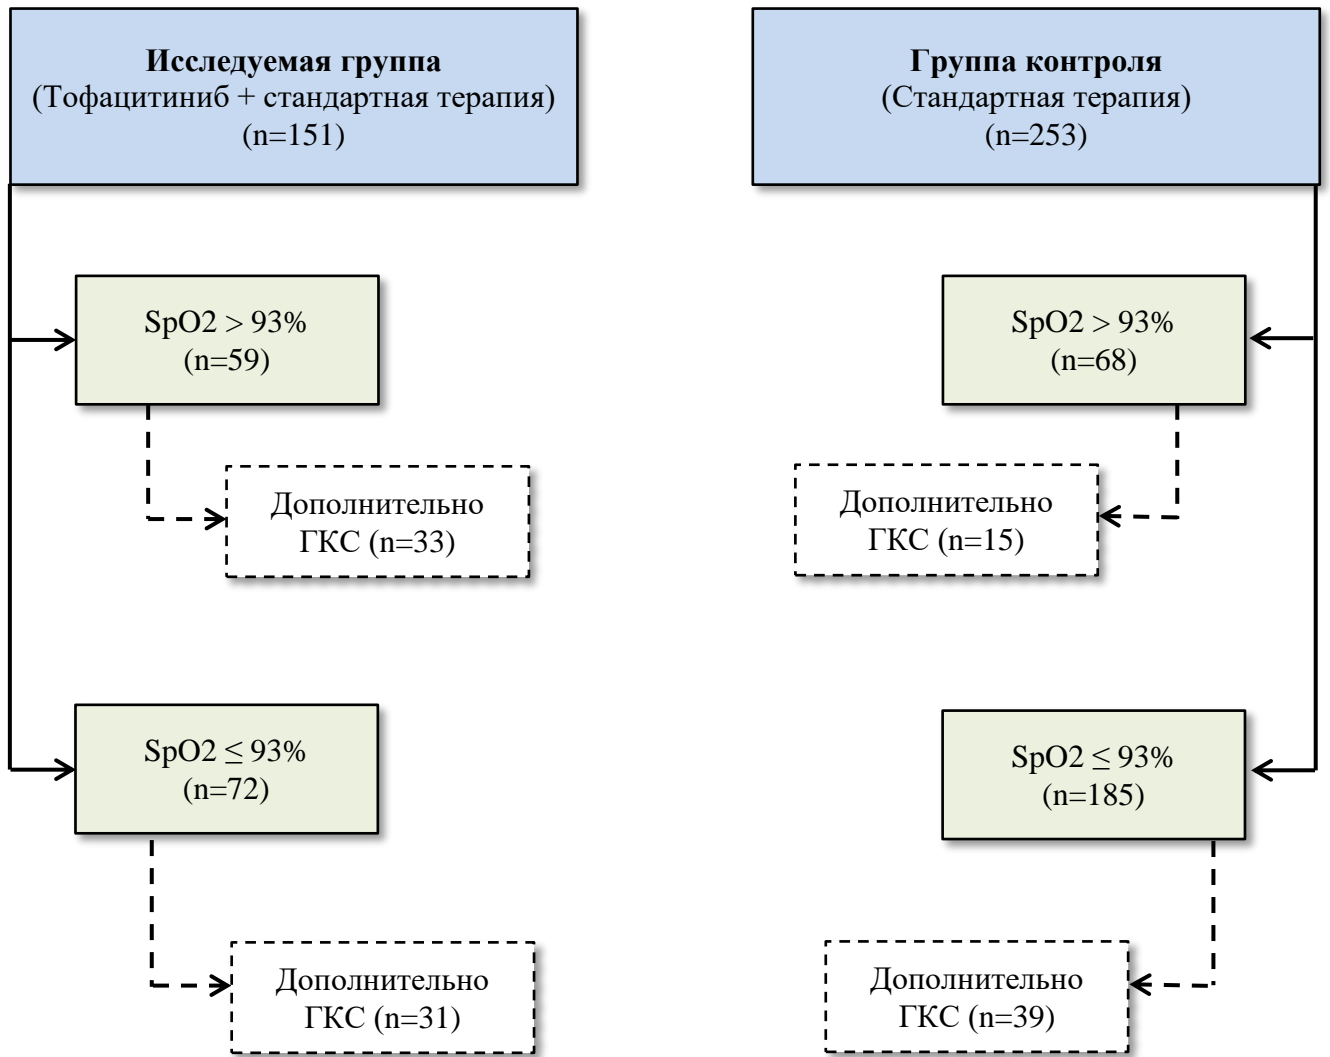 Исследуемая группа
(Тофацитиниб + стандартная терапия)
(n=151)
Группа контроля
(Стандартная терапия)
(n=253)
SpO2 > 93%
(n=59)
SpO2 > 93%
(n=68)
Дополнительно
ГКС (n=33)
Дополнительно
ГКС (n=15)
SpO2 ≤ 93%
(n=72)
SpO2 ≤ 93%
(n=185)
Дополнительно
ГКС (n=31)
Дополнительно
ГКС (n=39)